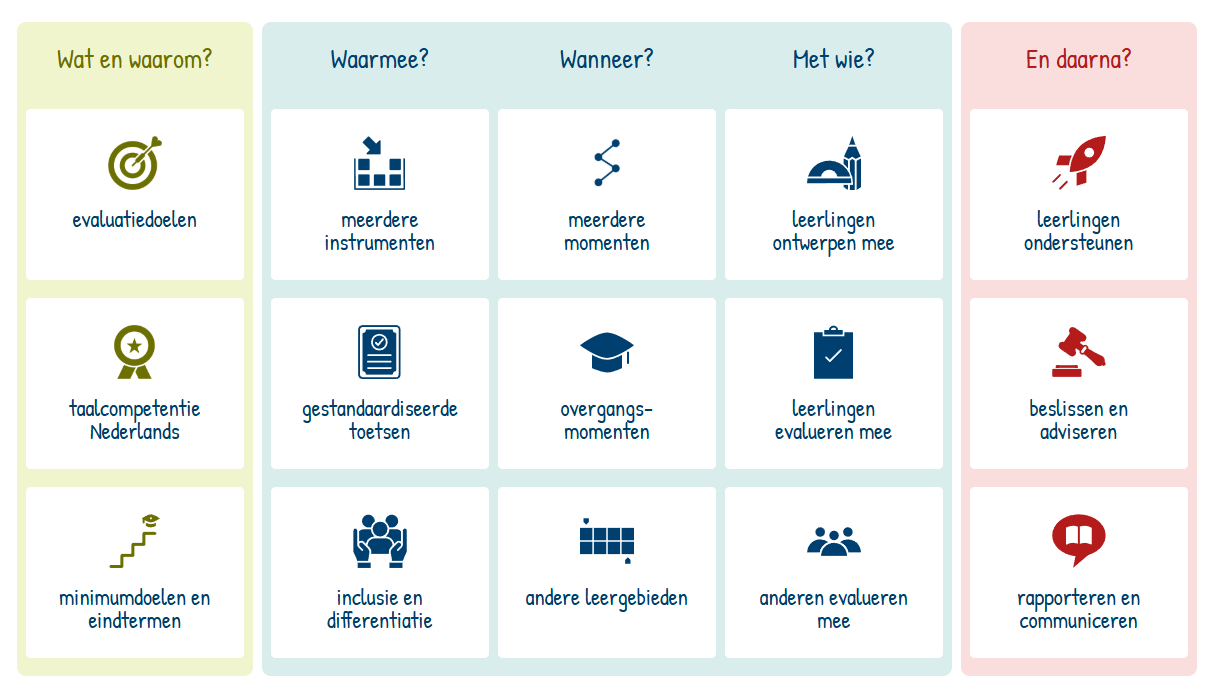 Wat en waarom?
Waarmee?
Wanneer?
Met wie?
En daarna?
evaluatiedoelen
meerdere
instrumenten
meerdere
momenten
leerlingen
ontwerpen mee
leerlingen
ondersteunen
taalcompetentie
Nederlands
gestandaardiseerde
toetsen
overgangs-
momenten
leerlingen
evalueren mee
beslissen en
adviseren
minimumdoelen en
eindtermen
inclusie en
differentiatie
andere leergebieden
anderen evalueren
mee
rapporteren en
communiceren